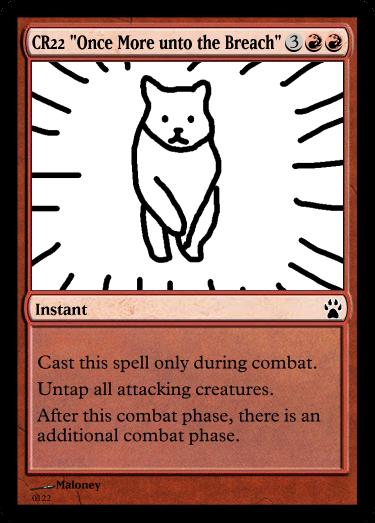 CR22 "Once More unto the Breach" 3
Instant
Cast this spell only during combat.
Untap all attacking creatures.
After this combat phase, there is an
additional combat phase.
Maloney
0122